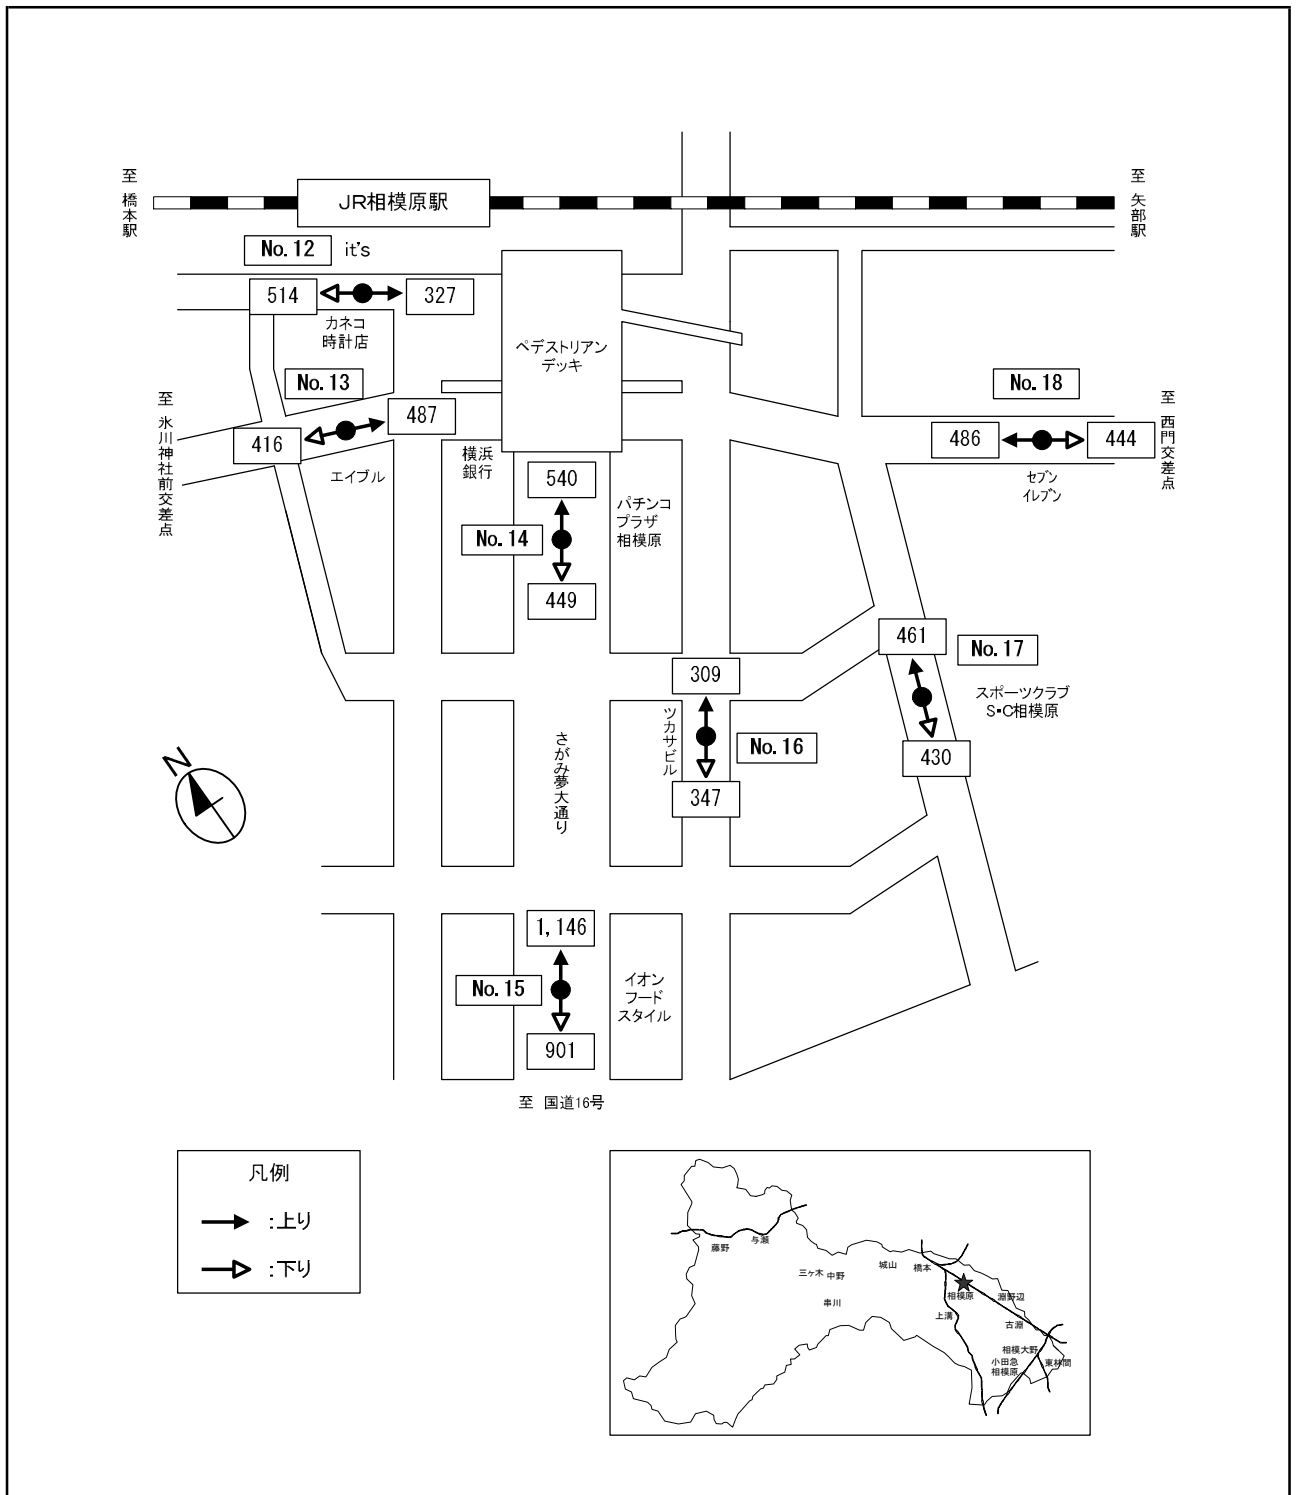 JR相模原駅
至 橋本駅
至 矢部駅
No. 12
it's
514
327
カネコ
時計店
ペデストリアン
デッキ
No. 13
487
416
エイブル
至 氷川神社前交差点
No. 18
486
444
セブン
イレブン
至 西門交差点
横浜
銀行
540
No. 14
449
パチンコ
プラザ
相模原
461
No. 17
スポーツクラブ
S・C相模原
430
309
ツカサビル
No. 16
347
さがみ夢大通り
N
1,146
No. 15
901
イオン
フード
スタイル
至 国道16号
凡例
:上り
:下り
藤野
与瀬
三ヶ木
中野
串川
城山
橋本
相模原
淵野辺
上溝
古淵
相模大野
小田急
相模原
東林間